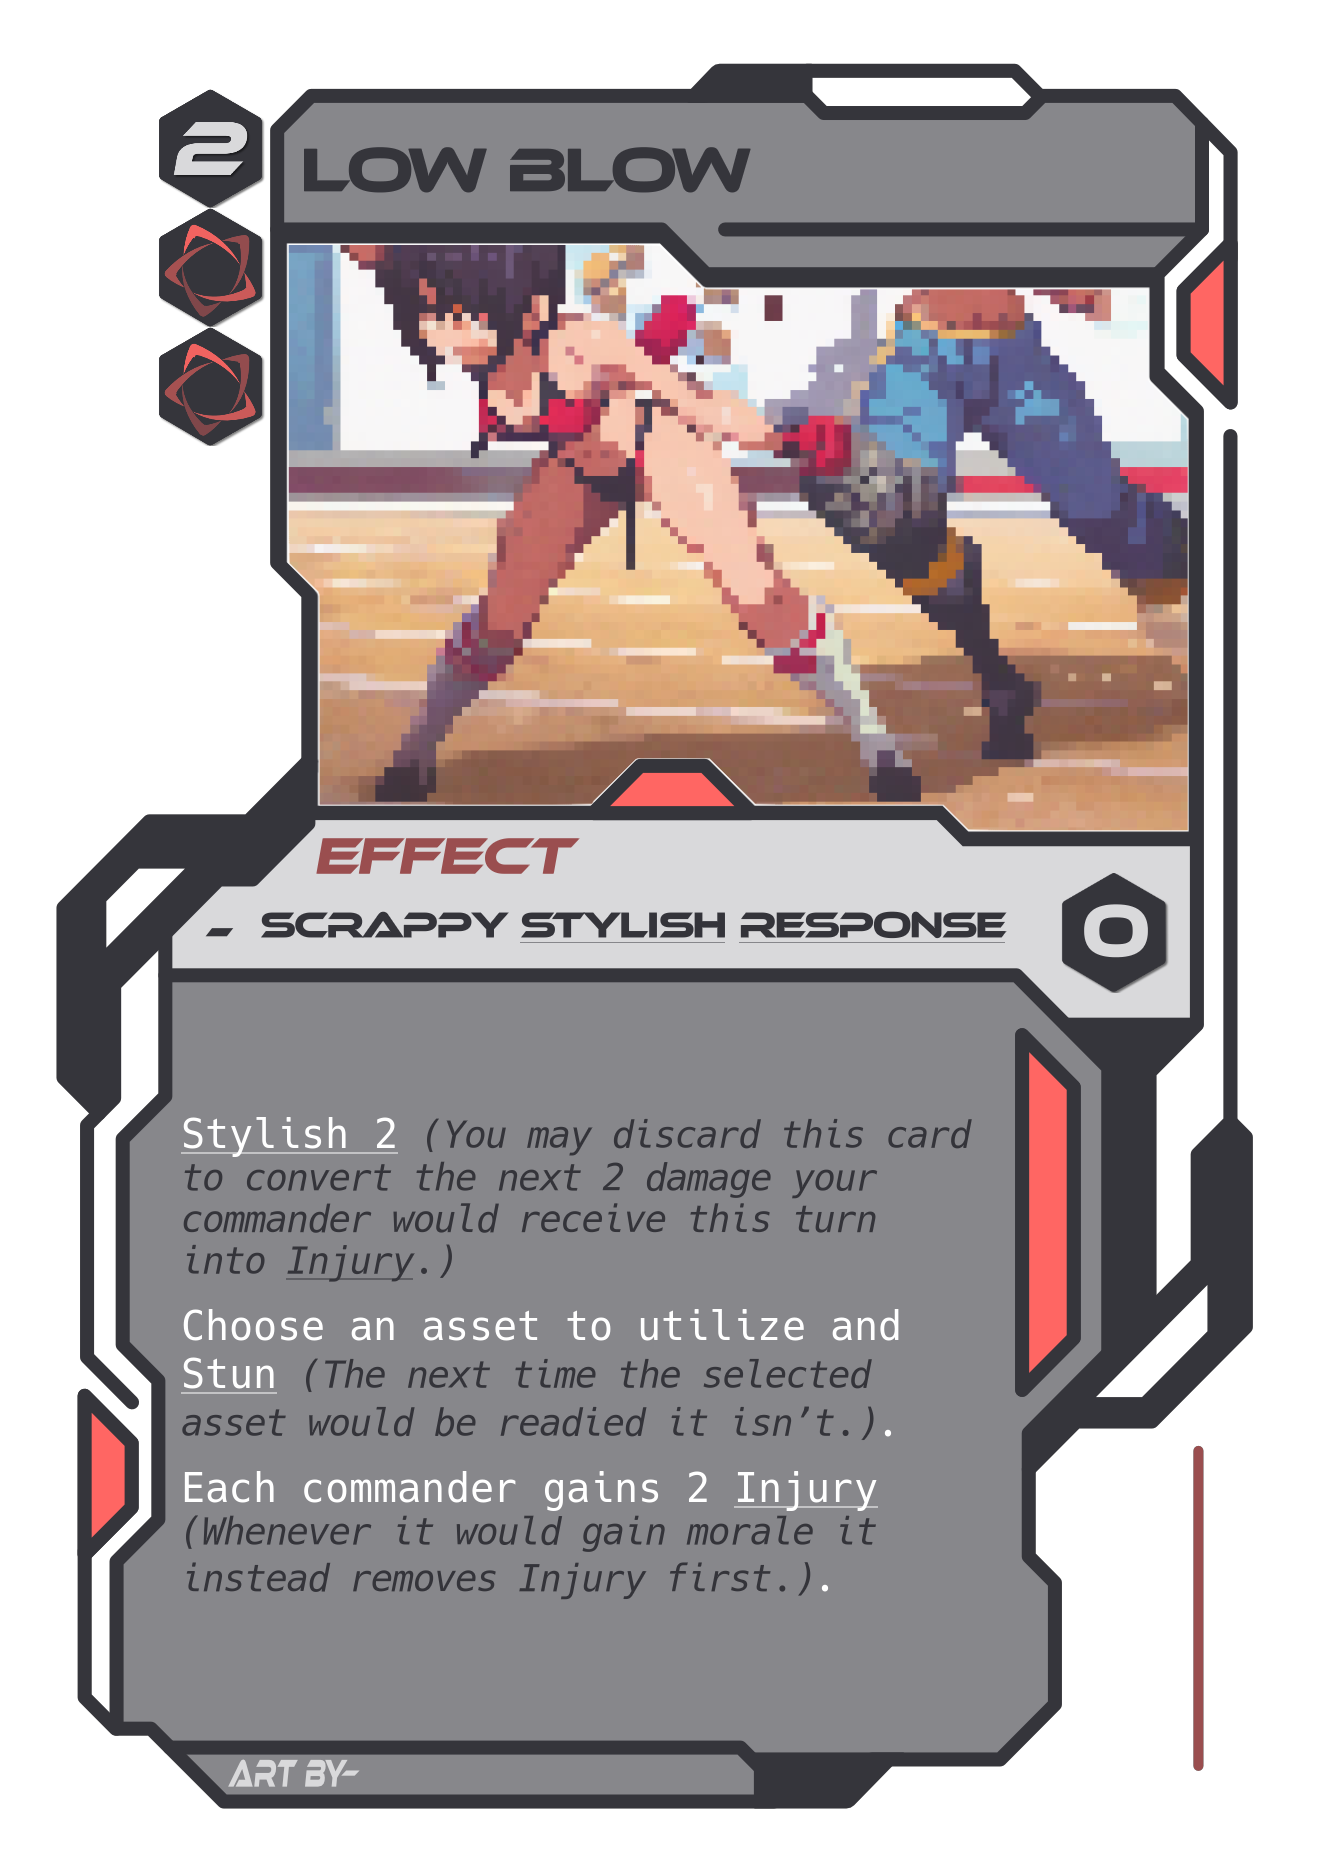 2
LOW BLOW
EFFECT
- SCRAPPY STYLISH RESPONSE
0
Stylish 2 (You may discard this card
to convert the next 2 damage your
commander would receive this turn
into Injury.)
Choose an asset to utilize and
Stun (The next time the selected
asset would be readied it isn’t.).
Each commander gains 2 Injury
(Whenever it would gain morale it
instead removes Injury first.).
ART BY-